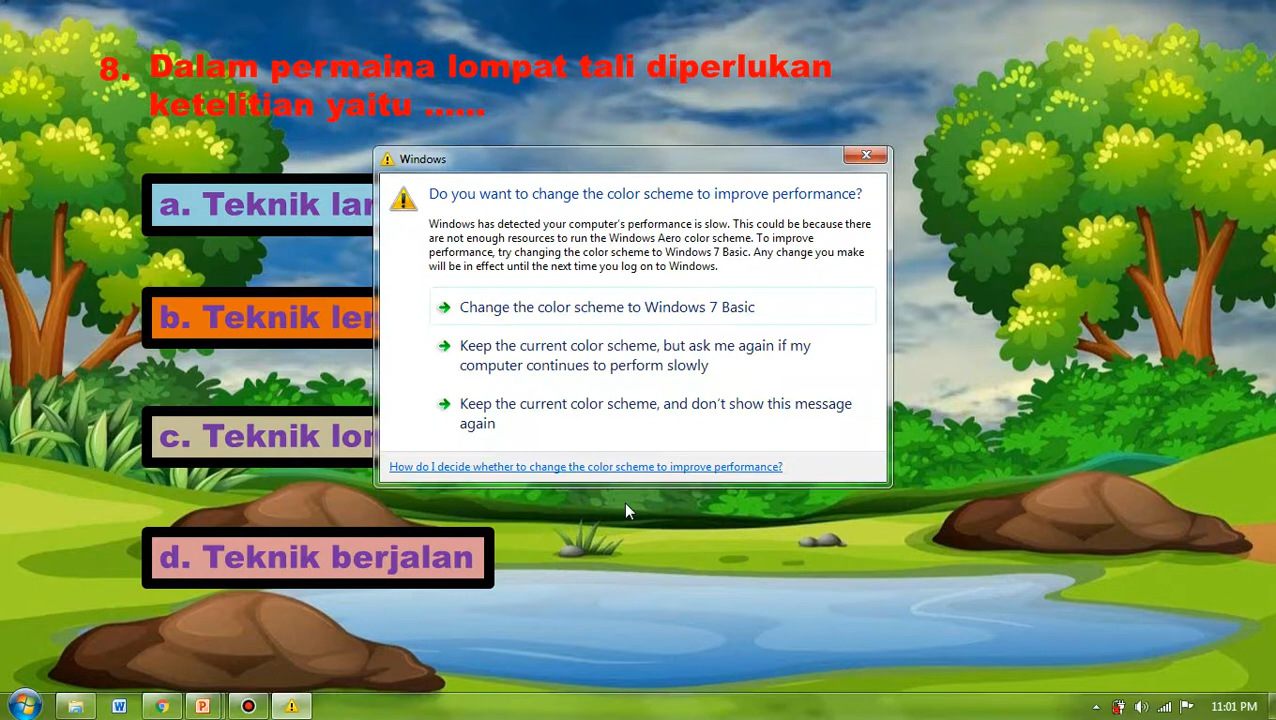 8. Dalam permaina lompat tali diperlukan
ketelitian yaitu ......
a. Teknik
b. Teknik
c. Teknik
d. Teknik berjalan
Windows
Do you want to change the color scheme to improve performance?
Windows has detected your computer's performance is slow. This could be because
there are not enough resources to run the Windows Aero color scheme. To improve
performance, try changing the color scheme to Windows 7 Basic. Any change you make
will be in effect until the next time you log on to Windows.
Change the color scheme to Windows 7 Basic
Keep the current color scheme, but ask me again if my
computer continues to perform slowly
Keep the current color scheme, and don't show this message
again
How do I decide whether to change the color scheme to improve performance?
11:01 PM